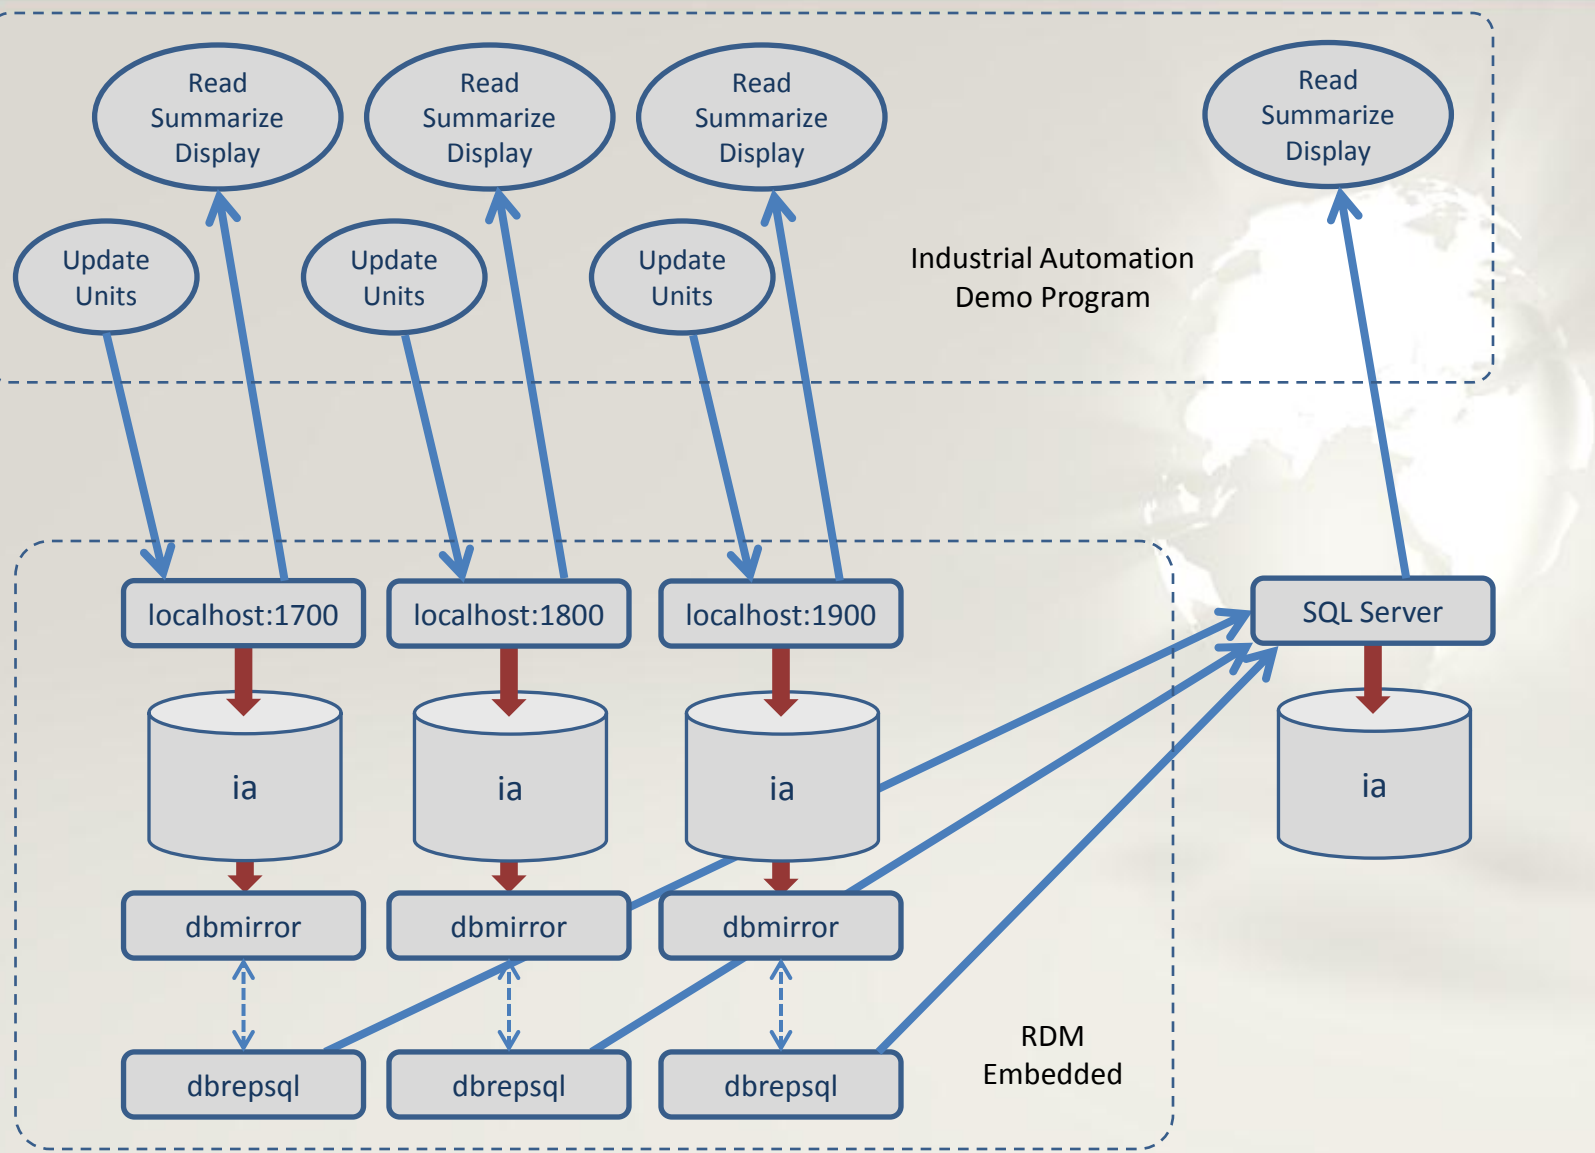 Read
Summarize
Display
Read
Summarize
Display
Read
Summarize
Display
Read
Summarize
Display
Update
Units
Update
Units
Update
Units
Industrial Automation
Demo Program
localhost:1700
localhost:1800
localhost:1900
SQL Server
ia
ia
ia
ia
dbmirror
dbmirror
dbmirror
RDM
Embedded
dbrepsql
dbrepsql
dbrepsql